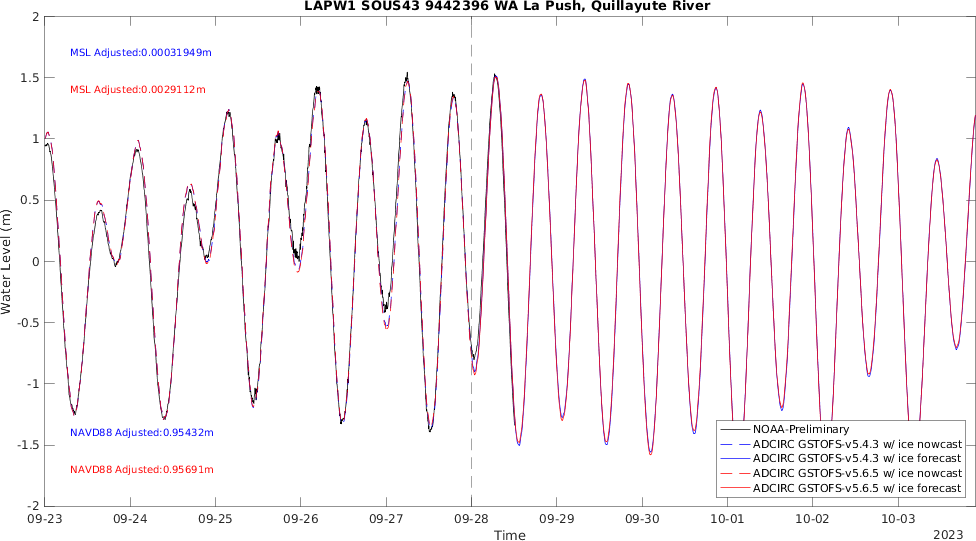 LAPW1 SOUS43 9442396 WA La Push, Quillayute River
2
1.5
1
0.5
0
-0.5
-1
-1.5
-2
Water Level (m)
MSL Adjusted:0.00031949m
MSL Adjusted:0.0029112m
NAVD88 Adjusted:0.95432m
NAVD88 Adjusted:0.95691m
NOAA-Preliminary
ADCIRC GSTOFS-v5.4.3 w/ ice nowcast
ADCIRC GSTOFS-v5.4.3 w/ ice forecast
ADCIRC GSTOFS-v5.6.5 w/ ice nowcast
ADCIRC GSTOFS-v5.6.5 w/ ice forecast
09-23 09-24 09-25 09-26 09-27 09-28 09-29 09-30 10-01 10-02 10-03
Time
2023